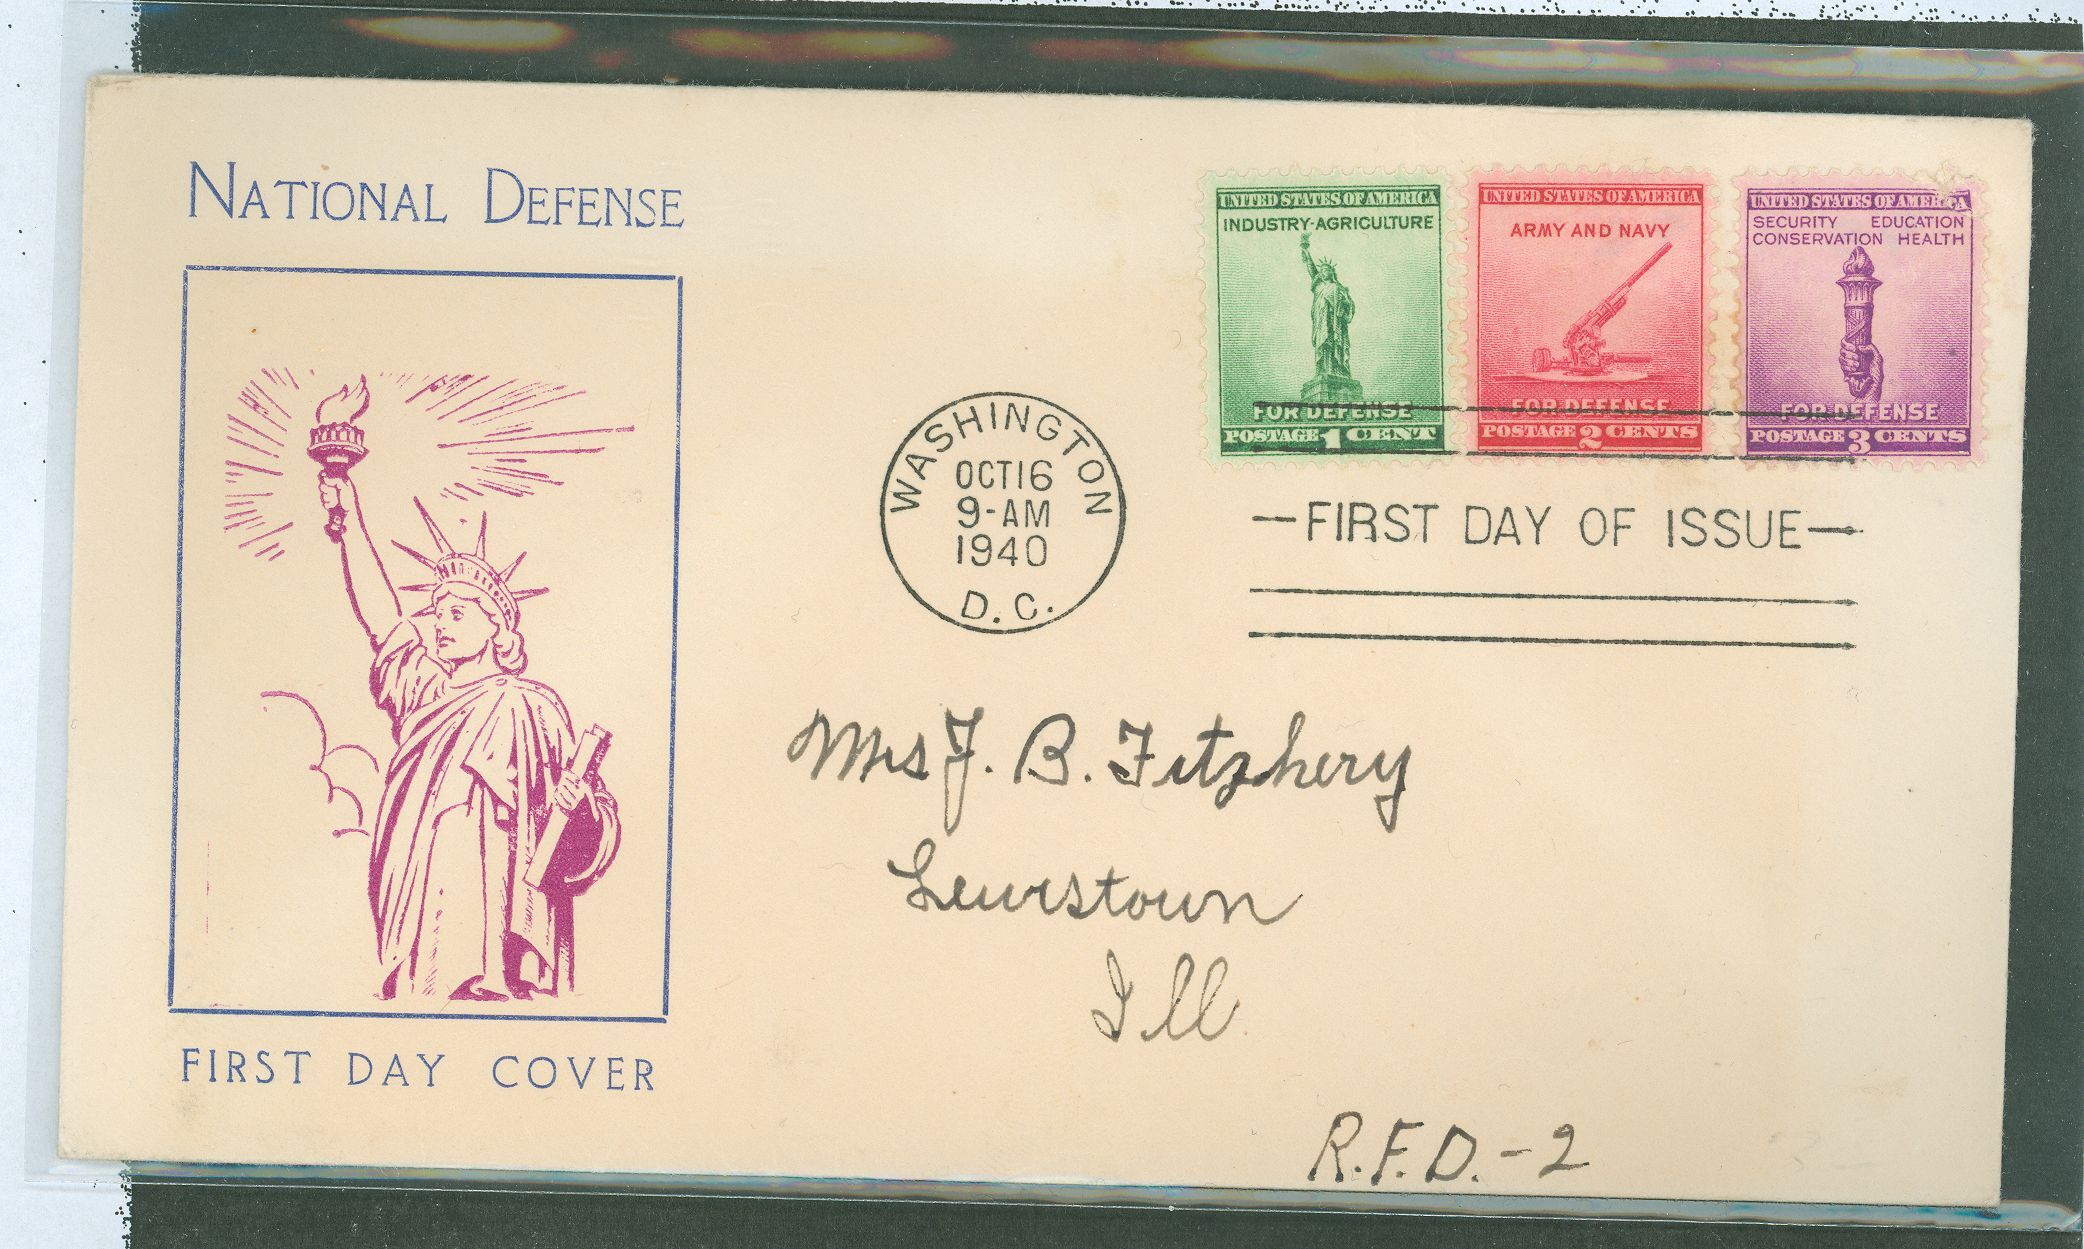 NATIONAL DEFENSE
FIRST DAY COVER
WASHINGTON
OCT 16
9-AM
1940
D.C.
UNITED STATES OF AMERICA
INDUSTRY-AGRICULTURE
FOR DEFENSE
POSTAGE 1 CENT
UNITED STATES OF AMERICA
ARMY AND NAVY
FOR DEFENSE
POSTAGE 2 CENTS
UNITED STATES OF AMERICA
SECURITY EDUCATION
CONSERVATION HEALTH
FOR DEFENSE
POSTAGE 3 CENTS
—FIRST DAY OF ISSUE—
Mrs J. B. Fitzhery
Lewistown
Ill
R.F.D.-2